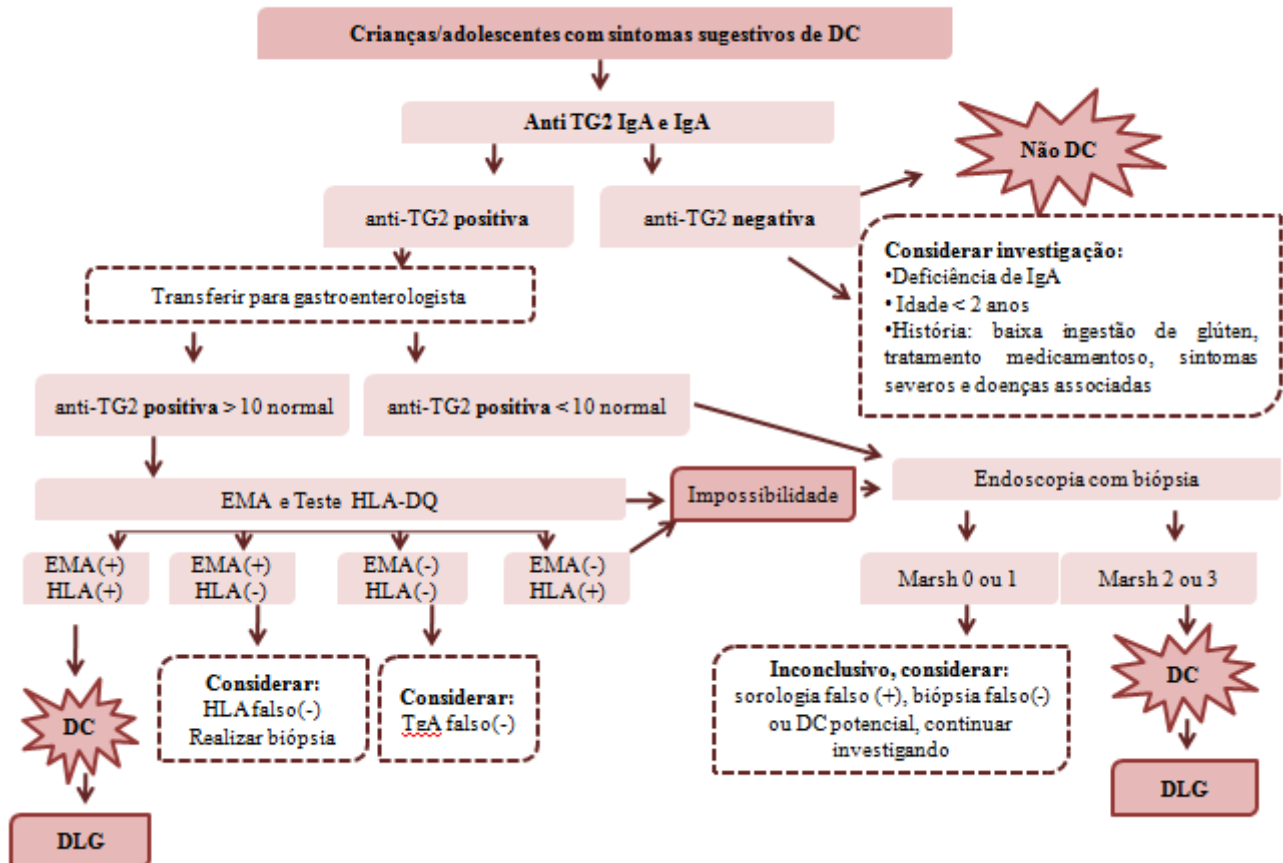 Crianças/adolescentes com sintomas sugestivos de DC
Anti TG2 IgA e IgA
Não DC
anti-TG2 positiva
anti-TG2 negativa
Considerar investigação:
•Deficiência de IgA
• Idade < 2 anos
•História: baixa ingestão de glúten,
tratamento medicamentoso, sintomas
severos e doenças associadas
Transferir para gastroenterologista
anti-TG2 positiva > 10 normal
anti-TG2 positiva < 10 normal
EMA e Teste HLA-DQ
Impossibilidade
Endoscopia com biópsia
EMA(+)
HLA(+)
EMA(+)
HLA(-)
EMA(-)
HLA(-)
EMA(-)
HLA(+)
Marsh 0 ou 1
Marsh 2 ou 3
DC
Considerar:
HLA falso(-)
Realizar biópsia
Considerar:
TgA falso(-)
Inconclusivo, considerar:
sorologia falso (+), biópsia falso(-)
ou DC potencial, continuar
investigando
DC
DLG
DLG